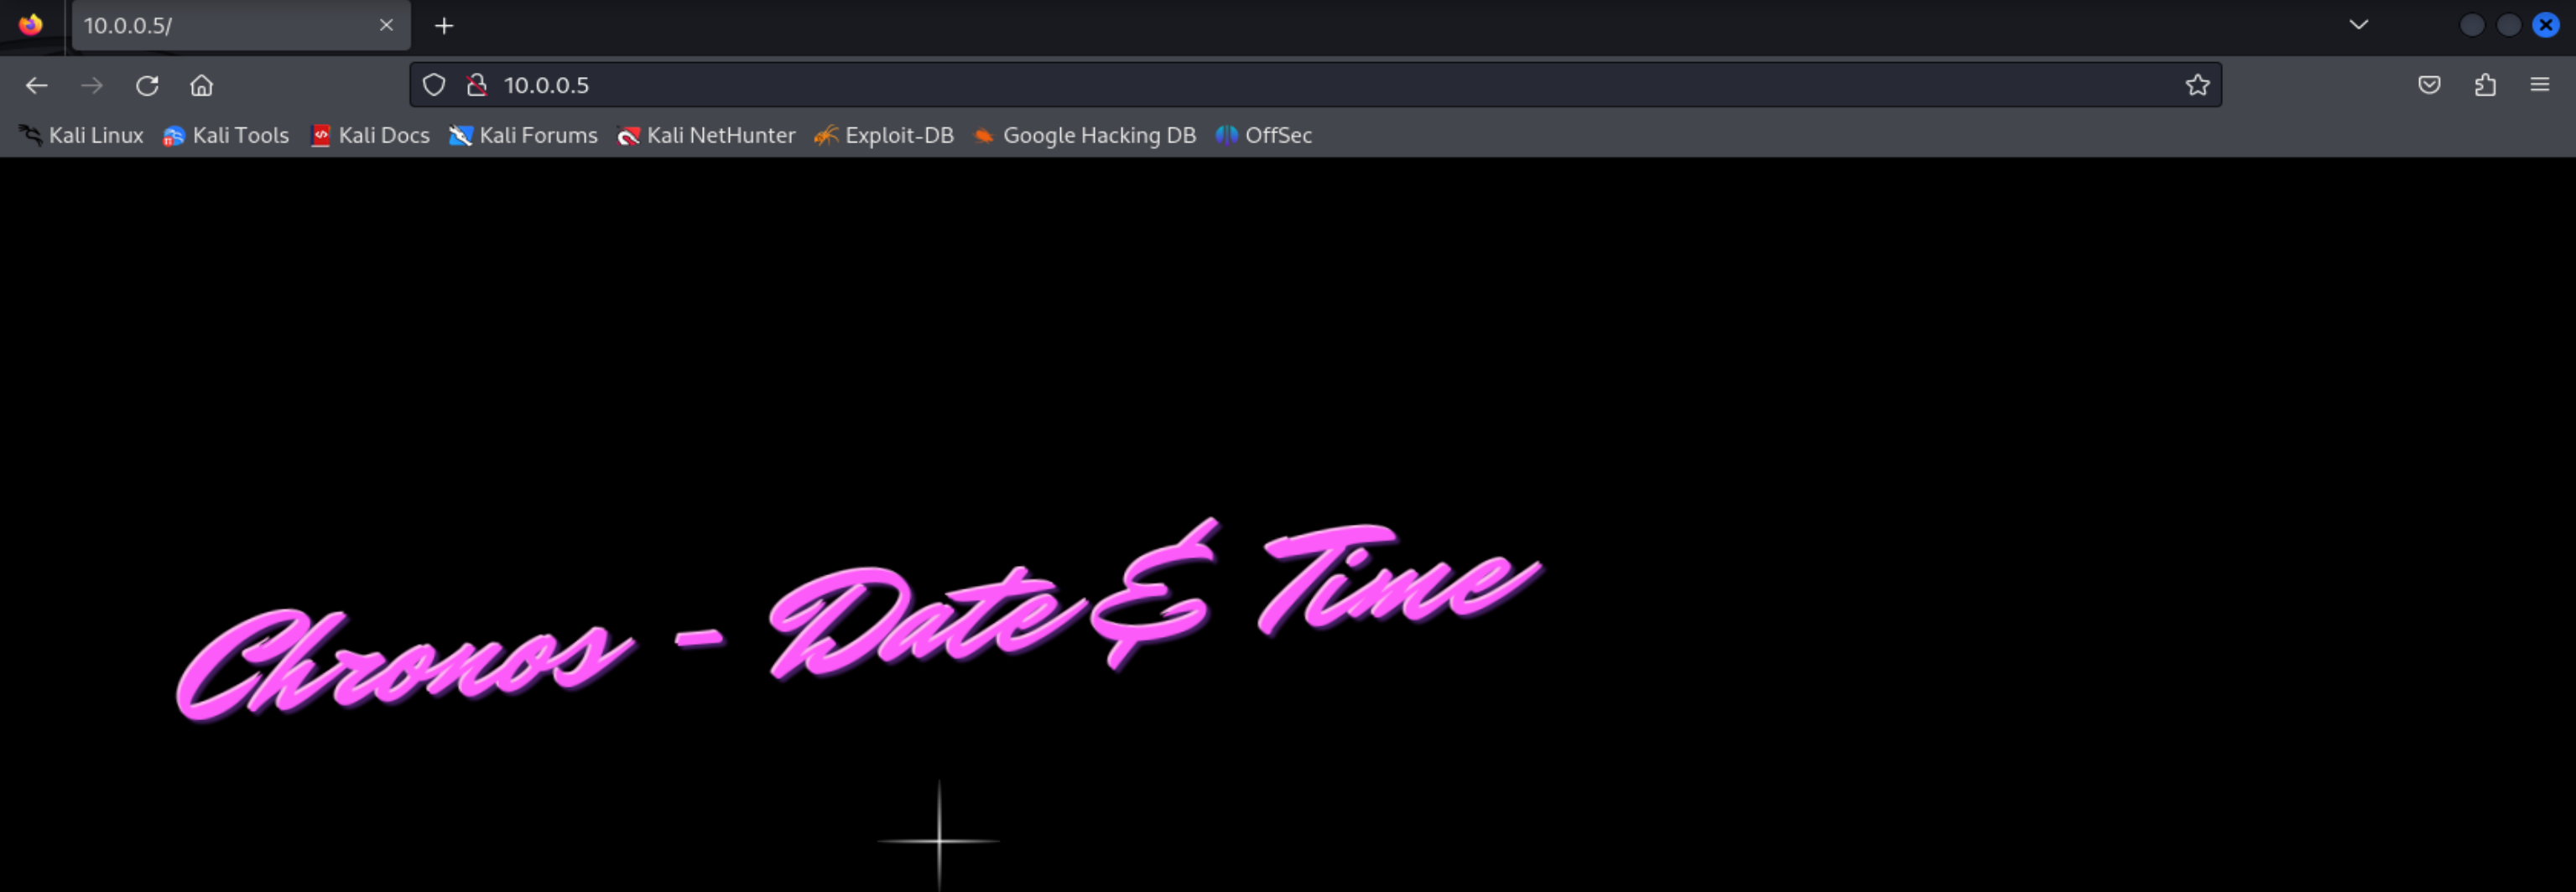 10.0.0.5/
10.0.0.5
Kali Linux Kali Tools Kali Docs Kali Forums Kali NetHunter Exploit-DB Google Hacking DB OffSec
Chronos - Date & Time